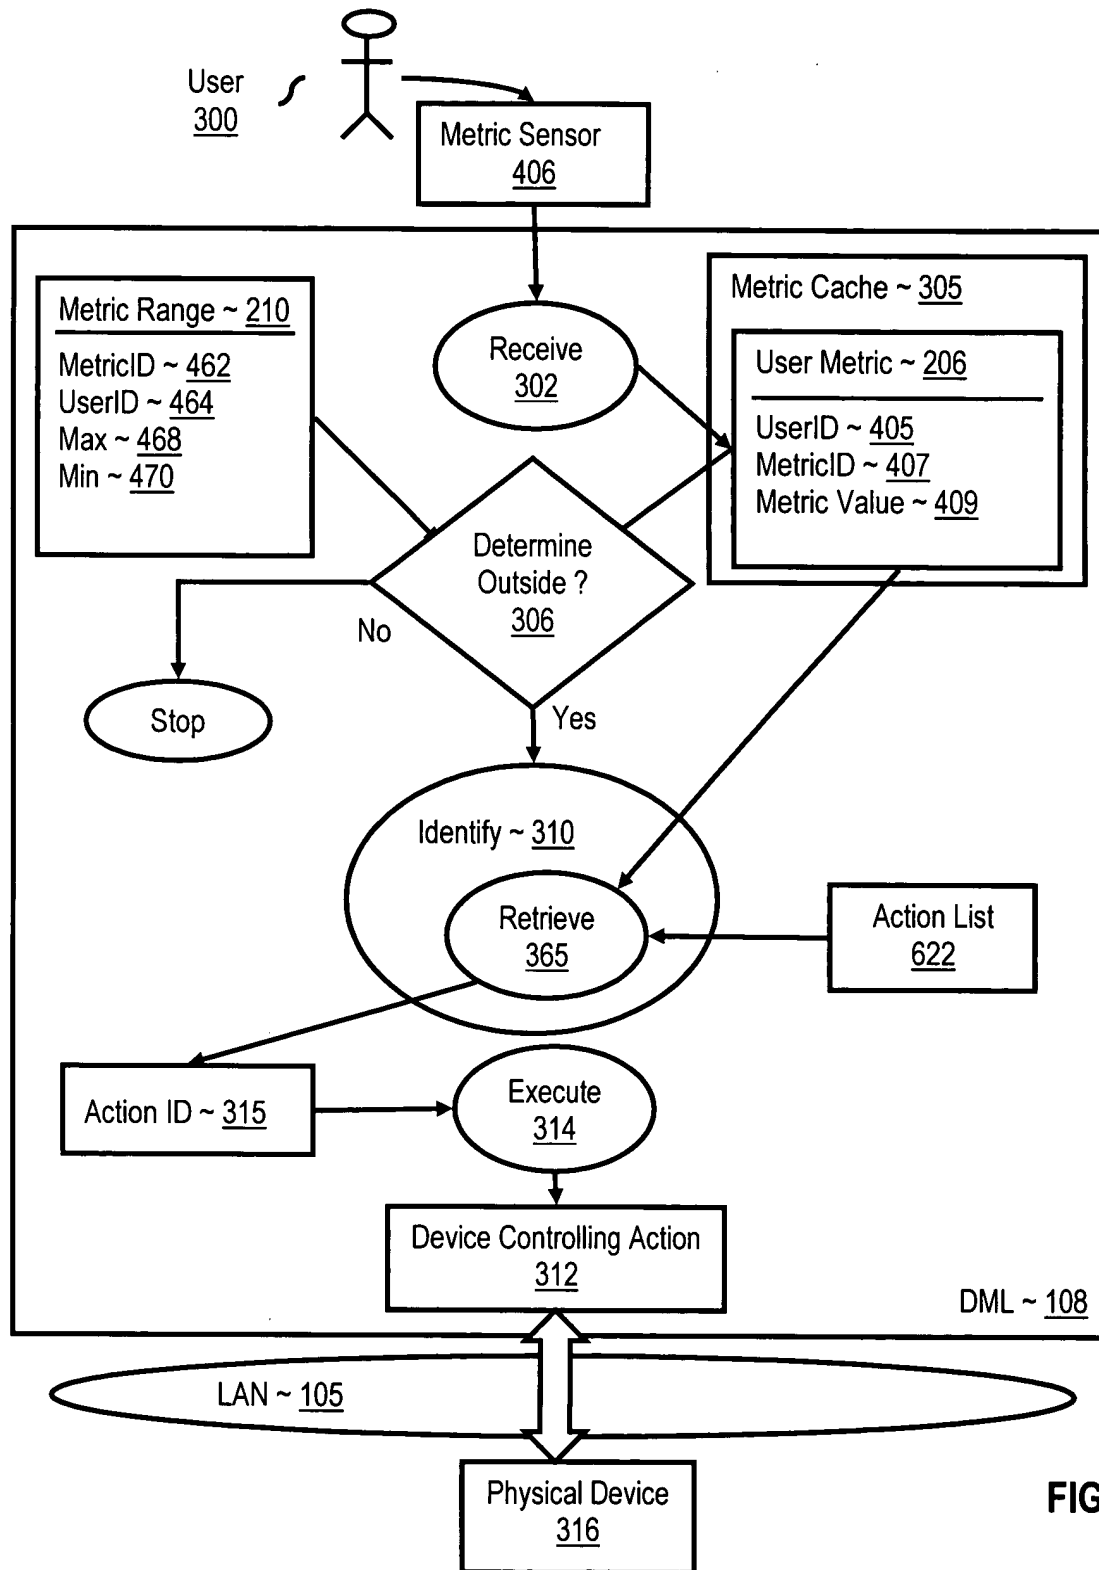 User
300
Metric Sensor
406
Metric Range ~ 210
MetricID ~ 462
UserID ~ 464
Max ~ 468
Min ~ 470
Receive
302
Metric Cache ~ 305
User Metric ~ 206
UserID ~ 405
MetricID ~ 407
Metric Value ~ 409
Determine
Outside ?
306
No
Stop
Yes
Identify ~ 310
Retrieve
365
Action List
622
Action ID ~ 315
Execute
314
Device Controlling Action
312
DML ~ 108
LAN ~ 105
Physical Device
316
FIG